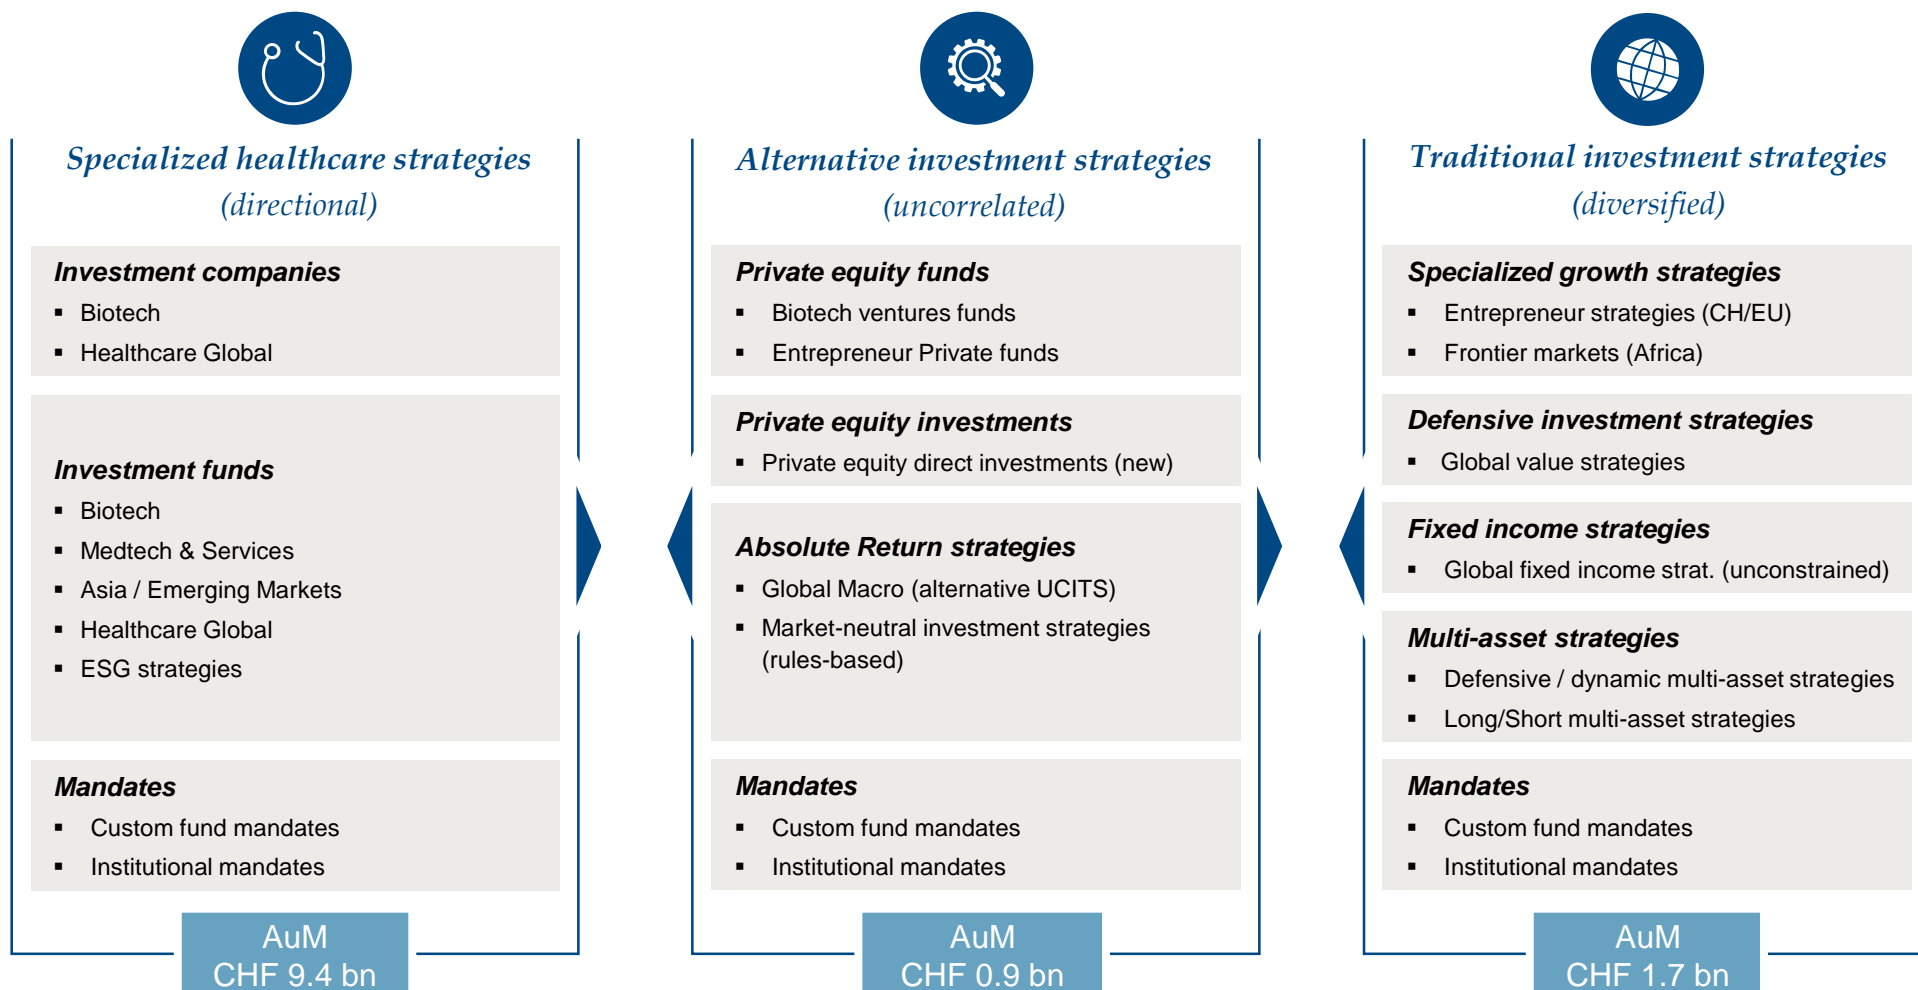 Specialized healthcare strategies
(directional)
Investment companies
▪ Biotech
▪ Healthcare Global
Investment funds
▪ Biotech
▪ Medtech & Services
▪ Asia / Emerging Markets
▪ Healthcare Global
▪ ESG strategies
Mandates
▪ Custom fund mandates
▪ Institutional mandates
AuM
CHF 9.4 bn
Alternative investment strategies
(uncorrelated)
Private equity funds
▪ Biotech ventures funds
▪ Entrepreneur Private funds
Private equity investments
▪ Private equity direct investments (new)
Absolute Return strategies
▪ Global Macro (alternative UCITS)
▪ Market-neutral investment strategies
(rules-based)
Mandates
▪ Custom fund mandates
▪ Institutional mandates
AuM
CHF 0.9 bn
Traditional investment strategies
(diversified)
Specialized growth strategies
▪ Entrepreneur strategies (CH/EU)
▪ Frontier markets (Africa)
Defensive investment strategies
▪ Global value strategies
Fixed income strategies
▪ Global fixed income strat. (unconstrained)
Multi-asset strategies
▪ Defensive / dynamic multi-asset strategies
▪ Long/Short multi-asset strategies
Mandates
▪ Custom fund mandates
▪ Institutional mandates
AuM
CHF 1.7 bn